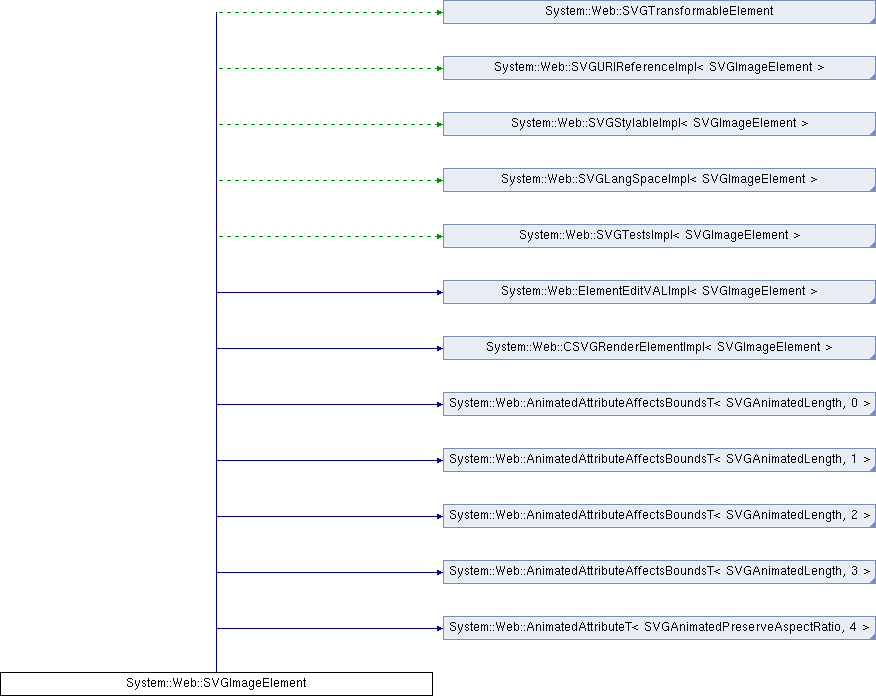 System::Web::SVGTransformableElement
System::Web::SVGURIReferenceImpl< SVGImageElement >
System::Web::SVGStylableImpl< SVGImageElement >
System::Web::SVGLangSpaceImpl< SVGImageElement >
System::Web::SVGTestsImpl< SVGImageElement >
System::Web::ElementEditVALImpl< SVGImageElement >
System::Web::CSVGRenderElementImpl< SVGImageElement >
System::Web::AnimatedAttributeAffectsBoundsT< SVGAnimatedLength, 0 >
System::Web::AnimatedAttributeAffectsBoundsT< SVGAnimatedLength, 1 >
System::Web::AnimatedAttributeAffectsBoundsT< SVGAnimatedLength, 2 >
System::Web::AnimatedAttributeAffectsBoundsT< SVGAnimatedLength, 3 >
System::Web::AnimatedAttributeT< SVGAnimatedPreserveAspectRatio, 4 >
System::Web::SVGImageElement